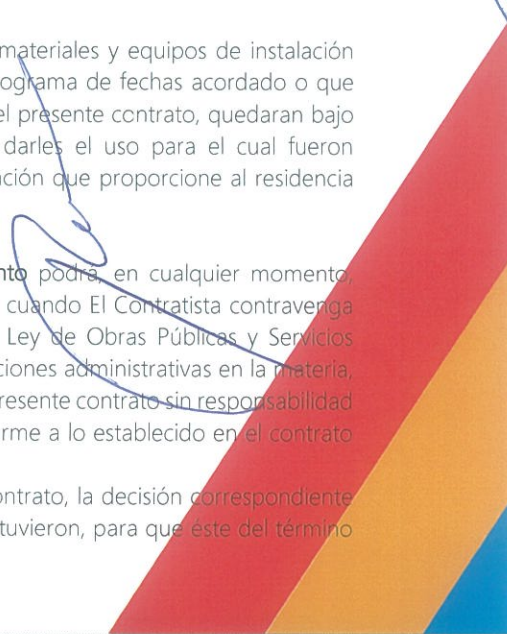 materiales y equipos de instalación
ograma de fechas acordado o que
el presente contrato, quedaran bajo
darles el uso para el cual fueron
ación que proporcione al residencia
nto podrá, en cualquier momento,
cuando El Contratista contravenga
Ley de Obras Públicas y Servicios
ciones administrativas en la materia,
resente contrato sin responsabilidad
rme a lo establecido en el contrato
ontrato, la decisión correspondiente
tuvieron, para que éste del término